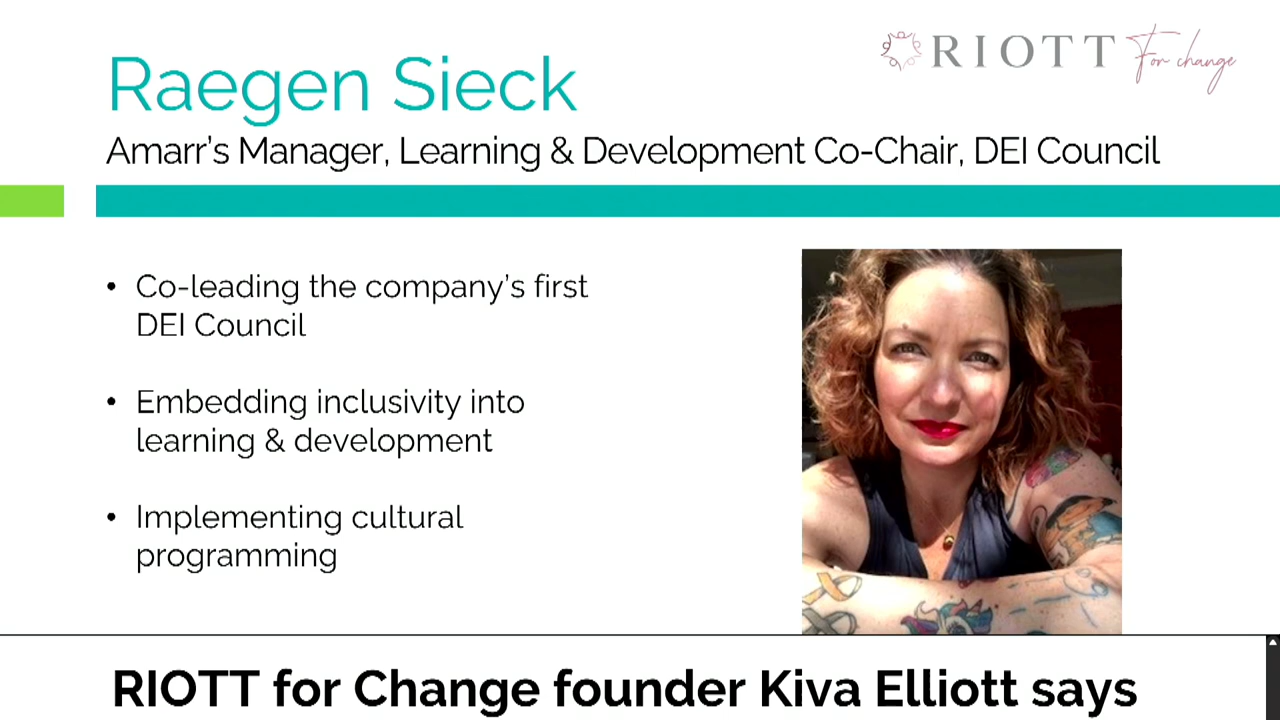 RIOTT For change
Raegen Sieck
Amarr's Manager, Learning & Development Co-Chair, DEI Council
• Co-leading the company's first
DEI Council
• Embedding inclusivity into
learning & development
• Implementing cultural
programming
RIOTT for Change founder Kiva Elliott says